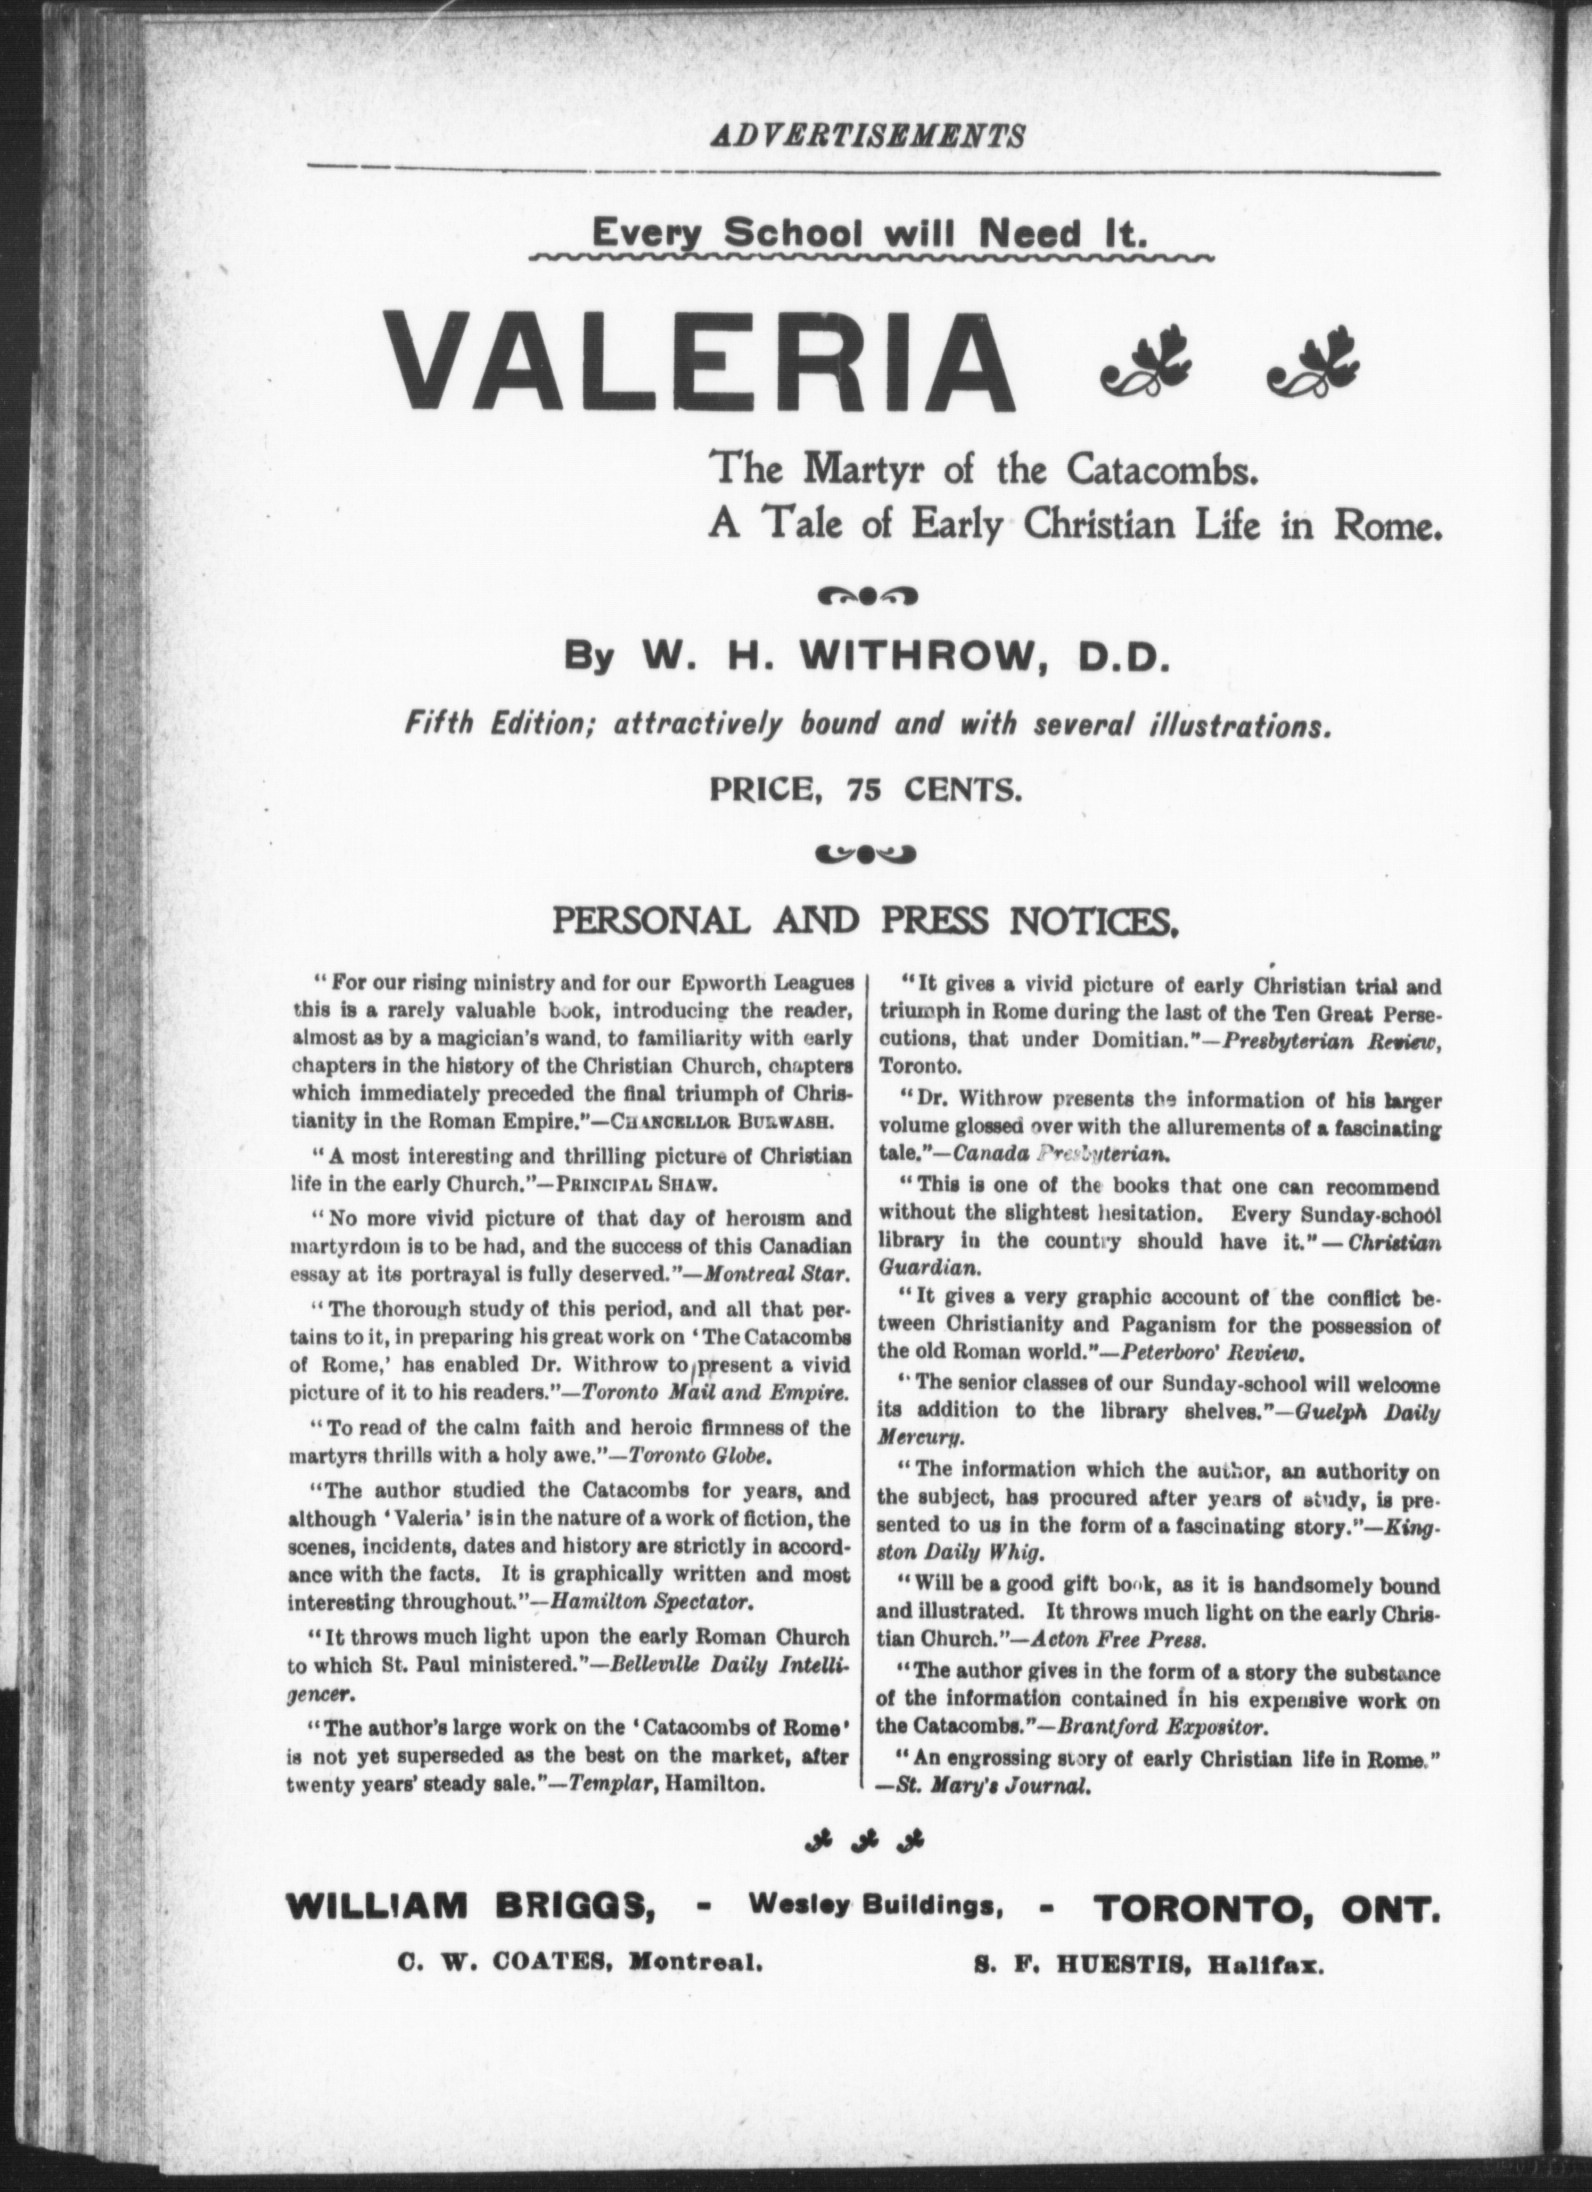 ADVERTISEMENTS
Every School will Need It.
VALERIA
The Martyr of the Catacombs.
A Tale of Early Christian Life in Rome.
By W. H. WITHROW, D.D.
Fifth Edition; attractively bound and with several illustrations.
PRICE, 75 CENTS.
PERSONAL AND PRESS NOTICES.
"For our rising ministry and for our Epworth Leagues
this is a rarely valuable book, introducing the reader,
almost as by a magician's wand, to familiarity with early
chapters in the history of the Christian Church, chapters
which immediately preceded the final triumph of Chris-
tianity in the Roman Empire."—CHANCELLOR BURWASH.
"A most interesting and thrilling picture of Christian
life in the early Church."—PRINCIPAL SHAW.
"No more vivid picture of that day of heroism and
martyrdom is to be had, and the success of this Canadian
essay at its portrayal is fully deserved."—Montreal Star.
"The thorough study of this period, and all that per-
tains to it, in preparing his great work on 'The Catacombs
of Rome,' has enabled Dr. Withrow to present a vivid
picture of it to his readers."—Toronto Mail and Empire.
"To read of the calm faith and heroic firmness of the
martyrs thrills with a holy awe."—Toronto Globe.
"The author studied the Catacombs for years, and
although 'Valeria' is in the nature of a work of fiction, the
scenes, incidents, dates and history are strictly in accord-
ance with the facts. It is graphically written and most
interesting throughout."—Hamilton Spectator.
"It throws much light upon the early Roman Church
to which St. Paul ministered."—Belleville Daily Intelli-
gencer.
"The author's large work on the 'Catacombs of Rome'
is not yet superseded as the best on the market, after
twenty years' steady sale."—Templar, Hamilton.
"It gives a vivid picture of early Christian trial and
triumph in Rome during the last of the Ten Great Perse-
cutions, that under Domitian."—Presbyterian Review,
Toronto.
"Dr. Withrow presents the information of his larger
volume glossed over with the allurements of a fascinating
tale."—Canada Presbyterian.
"This is one of the books that one can recommend
without the slightest hesitation. Every Sunday-school
library in the country should have it."—Christian
Guardian.
"It gives a very graphic account of the conflict be-
tween Christianity and Paganism for the possession of
the old Roman world."—Peterboro' Review.
"The senior classes of our Sunday-school will welcome
its addition to the library shelves."—Guelph Daily
Mercury.
"The information which the author, an authority on
the subject, has procured after years of study, is pre-
sented to us in the form of a fascinating story."—King-
ston Daily Whig.
"Will be a good gift book, as it is handsomely bound
and illustrated. It throws much light on the early Chris-
tian Church."—Acton Free Press.
"The author gives in the form of a story the substance
of the information contained in his expensive work on
the Catacombs."—Brantford Expositor.
"An engrossing story of early Christian life in Rome."
—St. Mary's Journal.
WILLIAM BRIGGS, - Wesley Buildings, - TORONTO, ONT.
C. W. COATES, Montreal. S. F. HUESTIS, Halifax.